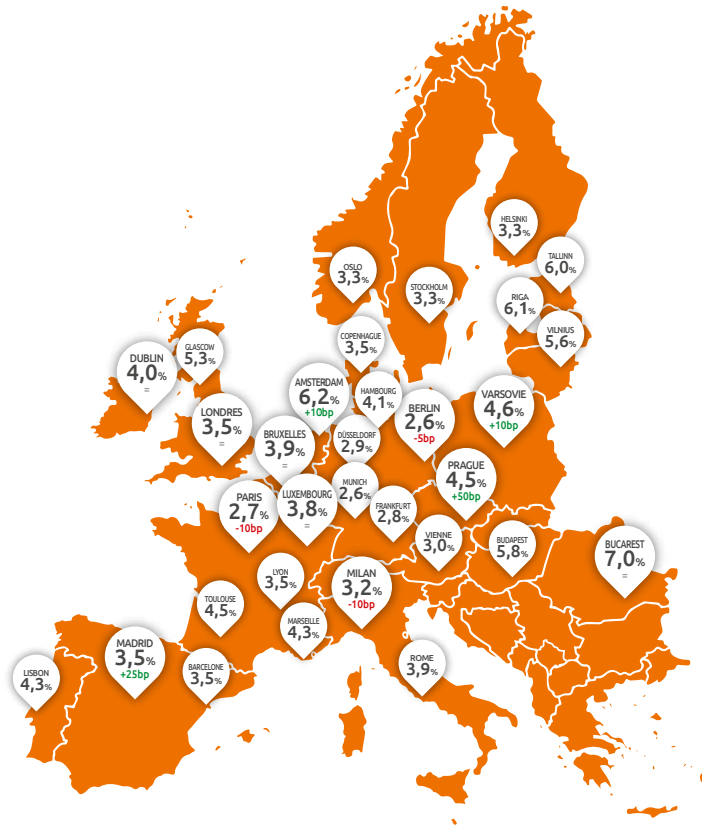 HELSINKI
3,3%
TALLINN
6,0%
OSLO
3,3%
STOCKHOLM
3,3%
RIGA
6,1%
VILNIUS
5,6%
COPENHAGUE
3,5%
DUBLIN
4,0%
=
GLASCOW
5,3%
AMSTERDAM
6,2%
+10bp
HAMBOURG
4,1%
VARSOVIE
4,6%
+10bp
LONDRES
3,5%
=
BERLIN
2,6%
-5bp
BRUXELLES
3,9%
=
DÜSSELDORF
2,9%
PRAGUE
4,5%
+50bp
PARIS
2,7%
-10bp
LUXEMBOURG
3,8%
=
MUNICH
2,6%
FRANKFURT
2,8%
VIENNE
3,0%
BUDAPEST
5,8%
BUCAREST
7,0%
=
LYON
3,5%
MILAN
3,2%
-10bp
TOULOUSE
4,5%
MARSEILLE
4,3%
MADRID
3,5%
+25bp
LISBON
4,3%
BARCELONE
3,5%
ROME
3,9%